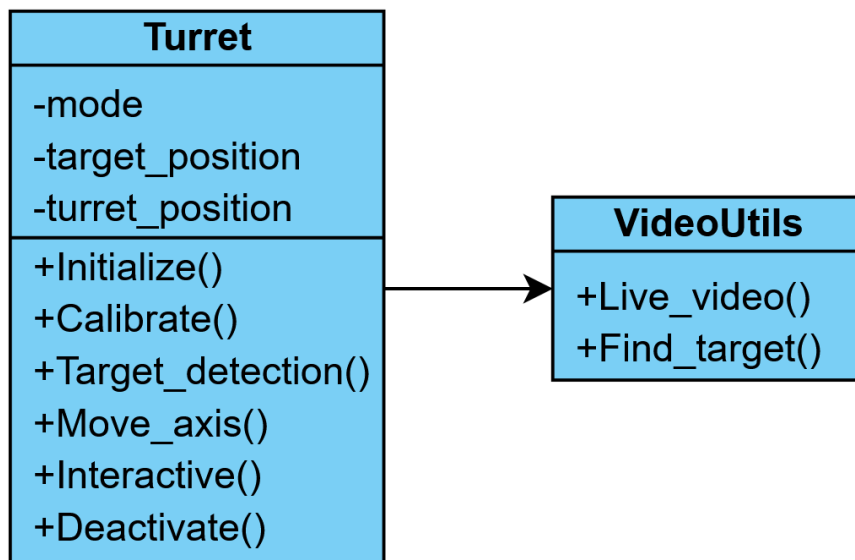 Turret
-mode
-target_position
-turret_position
+Initialize()
+Calibrate()
+Target_detection()
+Move_axis()
+Interactive()
+Deactivate()
VideoUtils
+Live_video()
+Find_target()